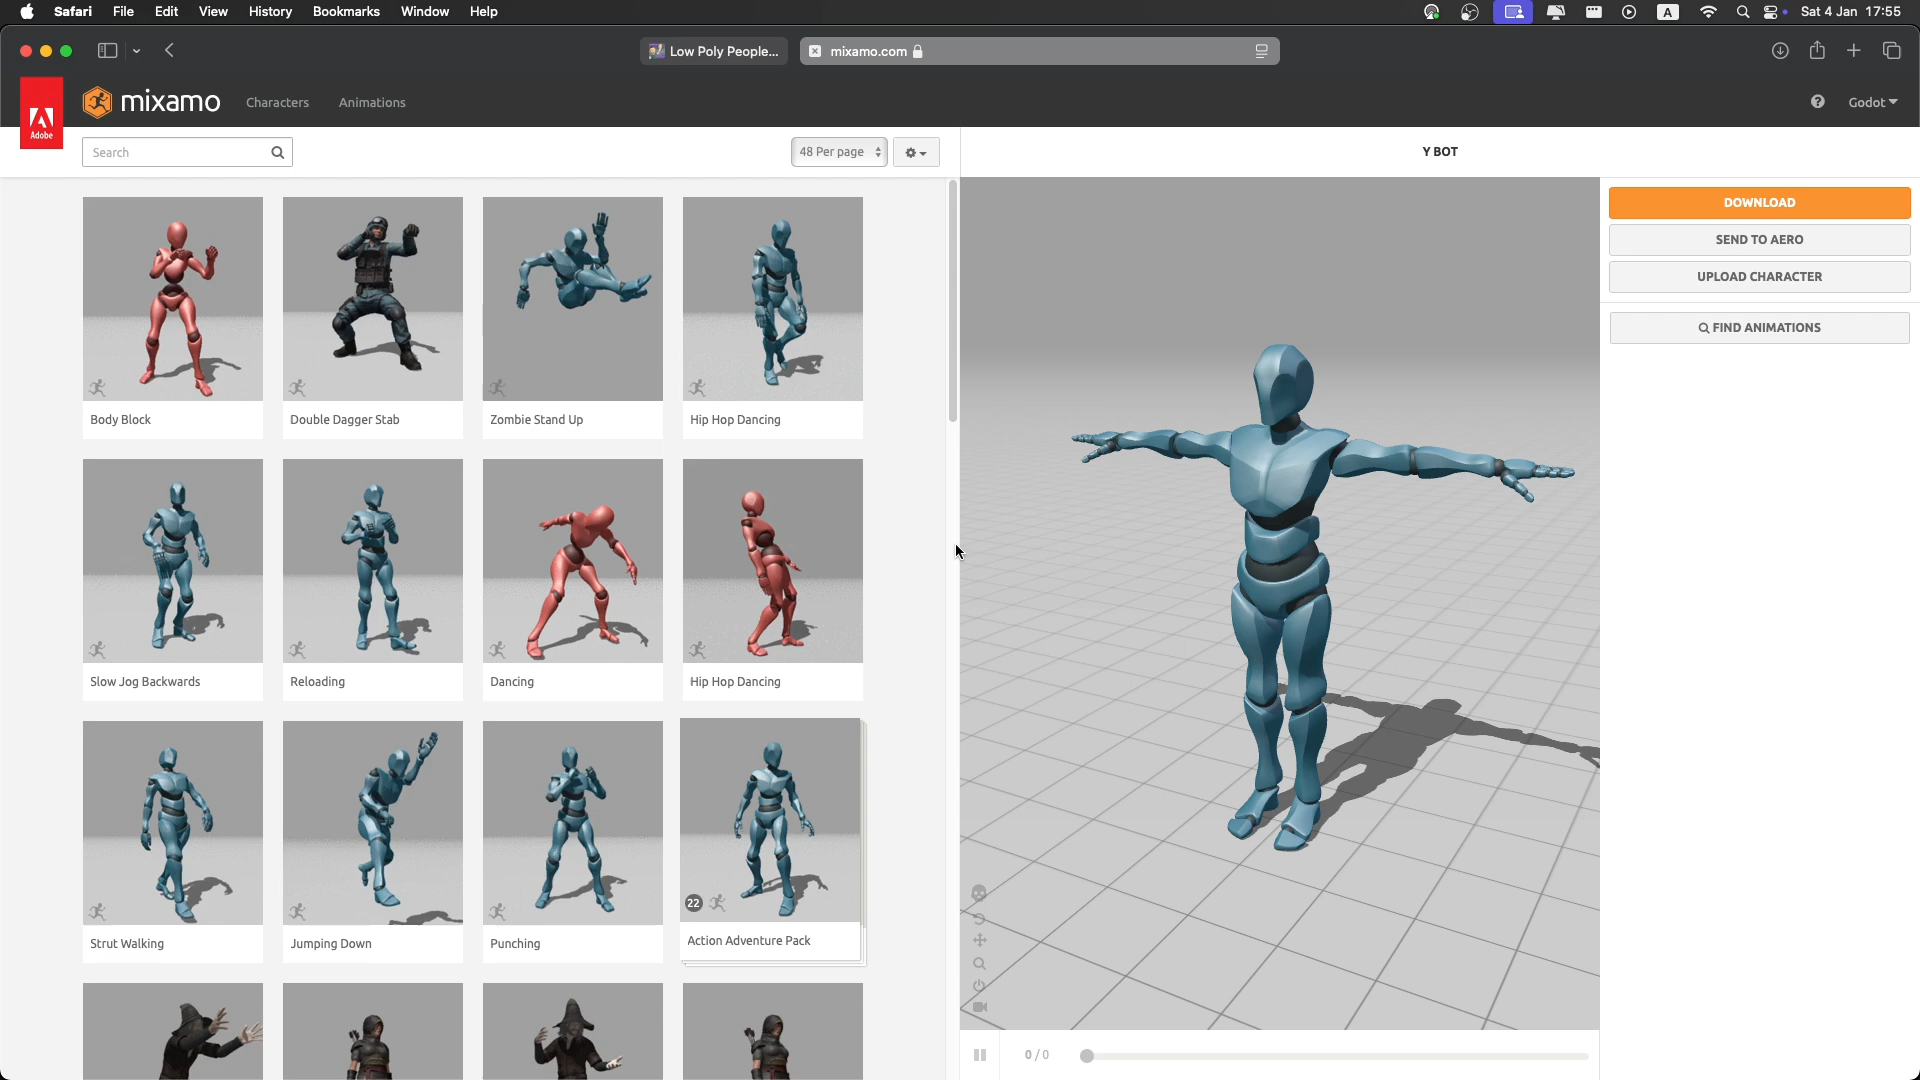 Safari File Edit View History Bookmarks Window Help A Sat 4 Jan 17:55
Low Poly People... mixamo.com
Adobe
mixamo Characters Animations Godot
Search
48 Per page
Y BOT
DOWNLOAD
SEND TO AERO
UPLOAD CHARACTER
FIND ANIMATIONS
Body Block
Double Dagger Stab
Zombie Stand Up
Hip Hop Dancing
Slow Jog Backwards
Reloading
Dancing
Hip Hop Dancing
Strut Walking
Jumping Down
Punching
22
Action Adventure Pack
0 / 0